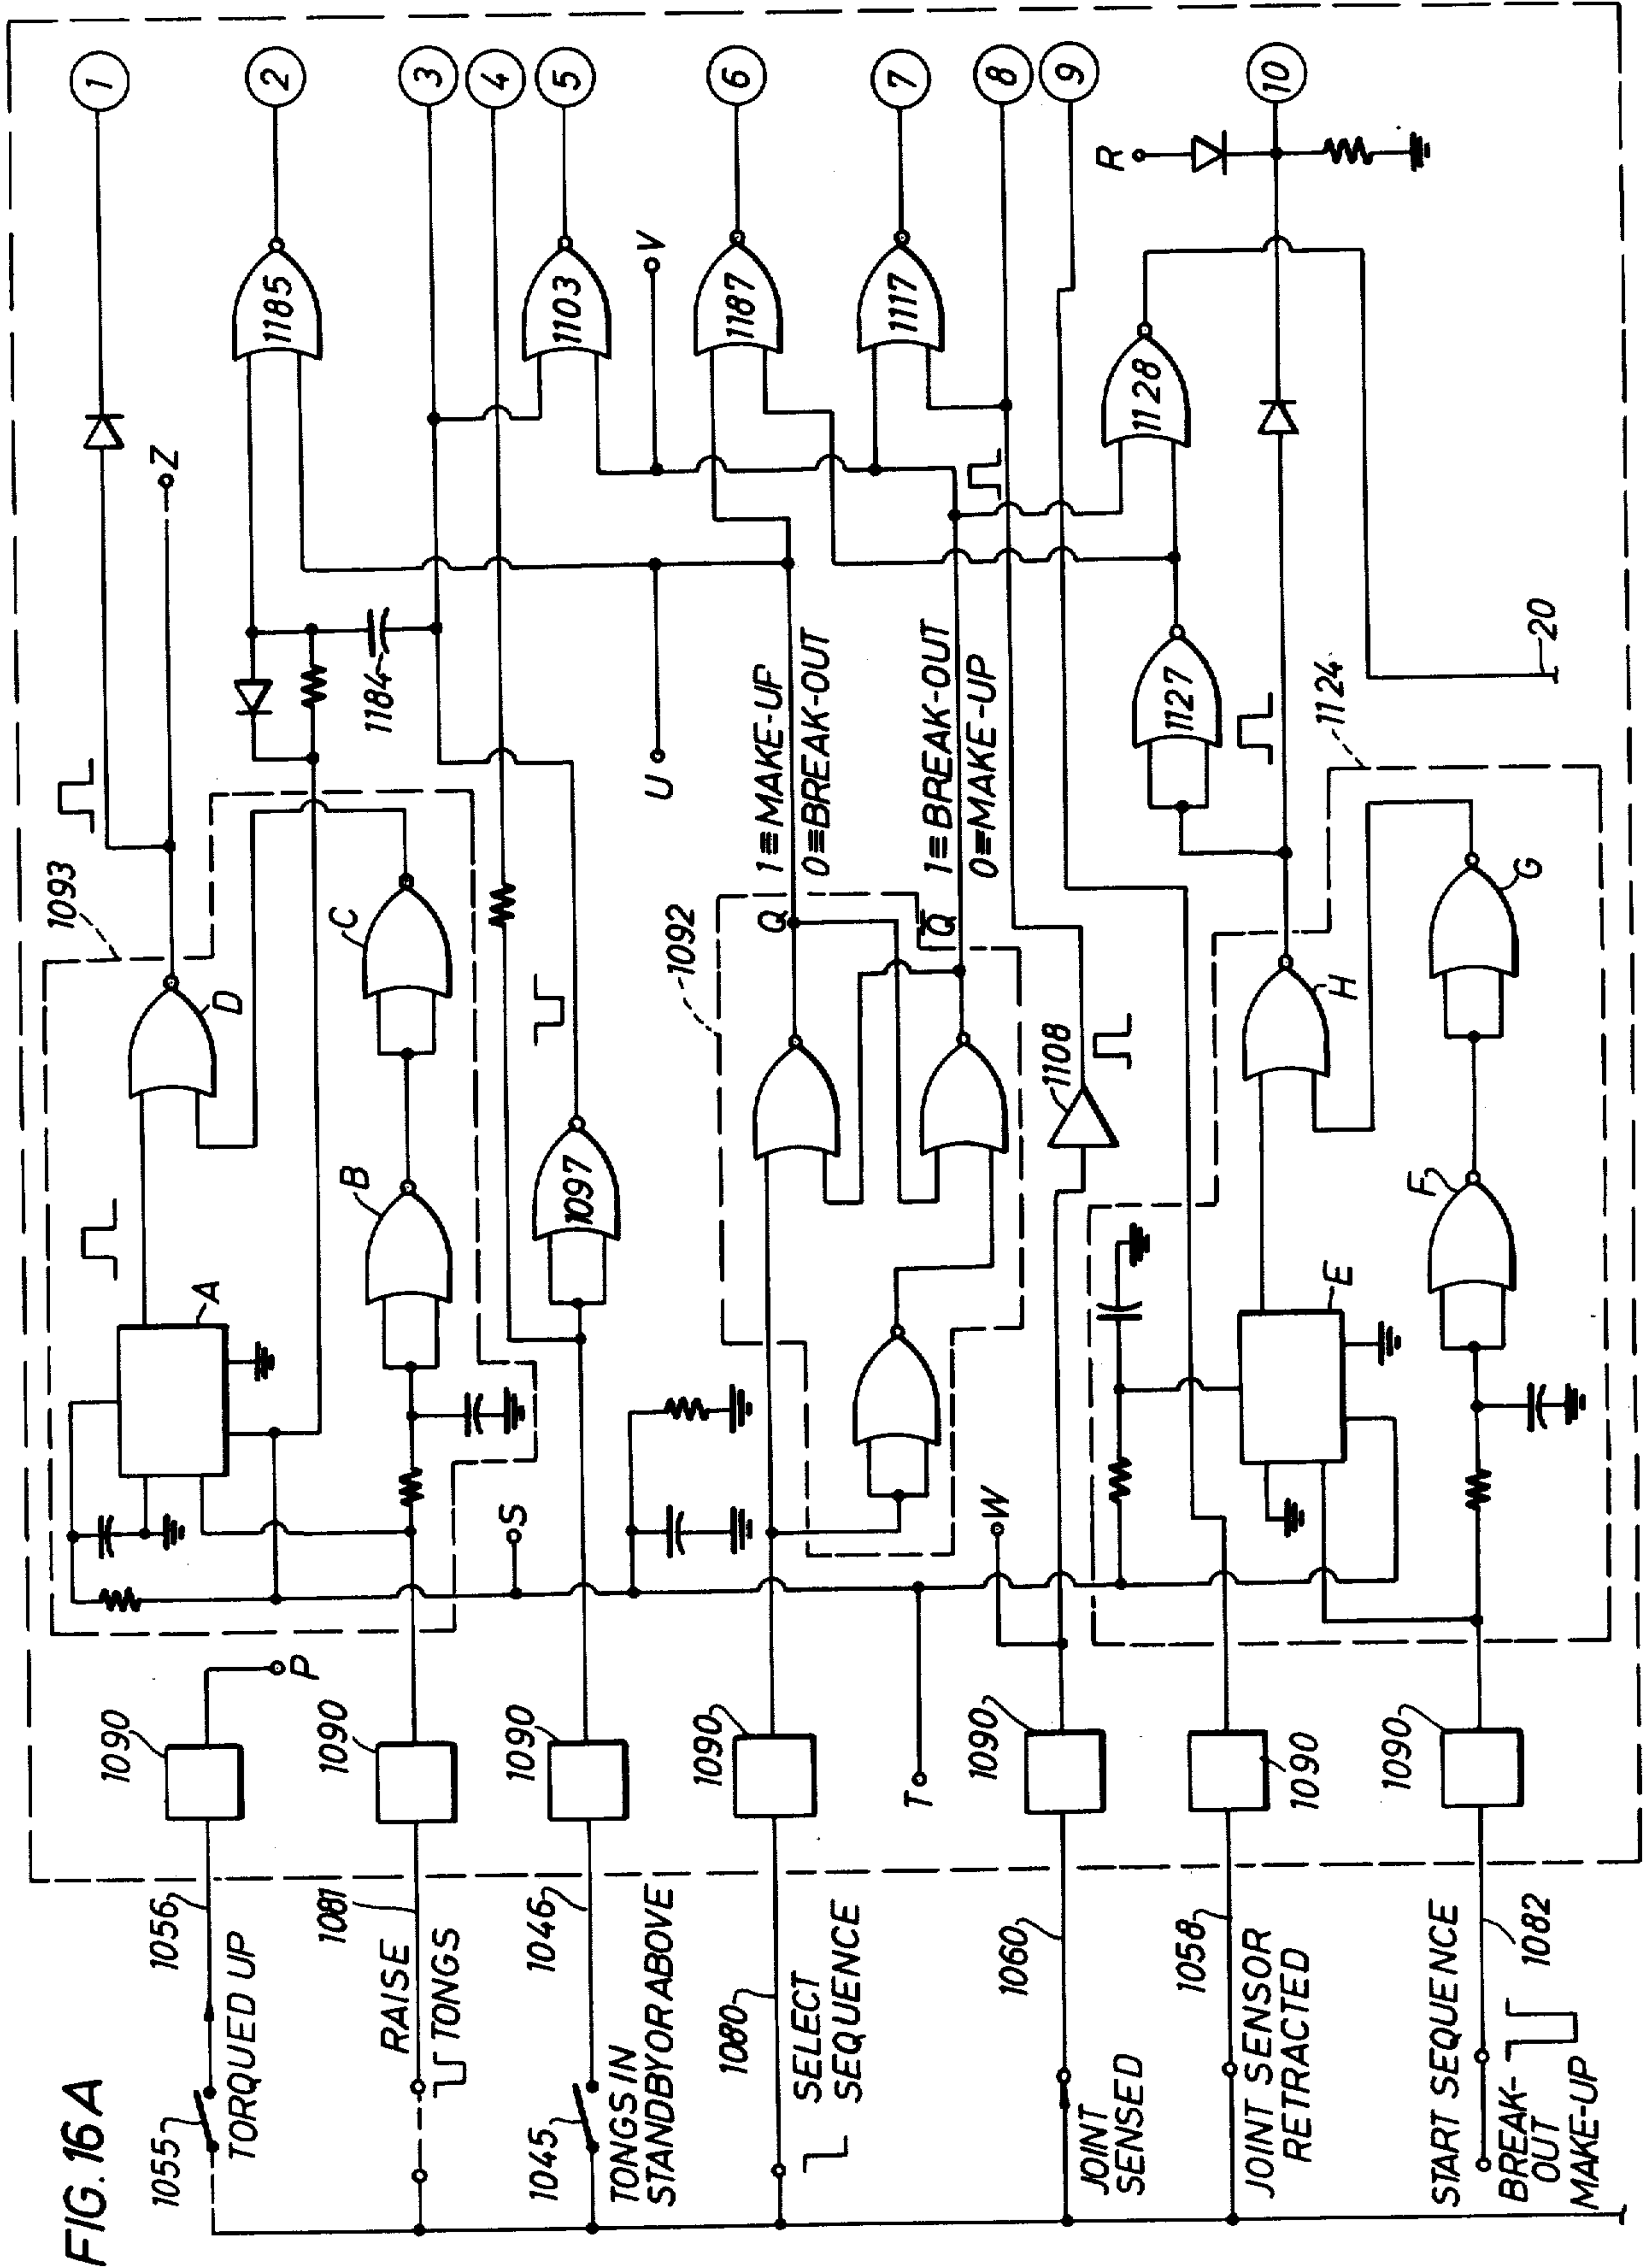 FIG. 16A
1055
TORQUED UP
1056
1090
P
RAISE
TONGS
1081
1090
1045
TONGS IN
STANDBY OR ABOVE
1046
1090
1080
SELECT
SEQUENCE
1090
T
JOINT
SENSED
1060
1090
JOINT SENSOR
RETRACTED
1058
1090
START SEQUENCE
BREAK-
OUT
MAKE-UP
1082
1090
1093
A
B
C
D
S
1097
W
1092
Q
Q̅
1108
E
F
G
H
1124
Z
1184
U
1≡MAKE-UP
0≡BREAK-OUT
1≡BREAK-OUT
0≡MAKE-UP
1127
1128
20
1185
1103
V
1187
1117
R
1
2
3
4
5
6
7
8
9
10